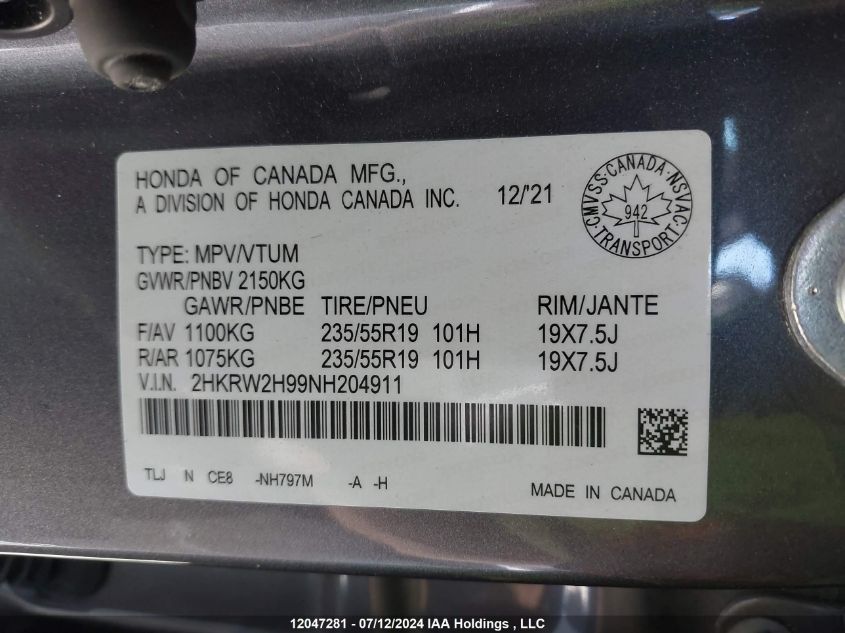 HONDA OF CANADA MFG.,
A DIVISION OF HONDA CANADA INC. 12/'21
CMVSS·CANADA·NSVAC
942
·TRANSPORT·
TYPE: MPV/VTUM
GVWR/PNBV 2150KG
GAWR/PNBE TIRE/PNEU RIM/JANTE
F/AV 1100KG 235/55R19 101H 19X7.5J
R/AR 1075KG 235/55R19 101H 19X7.5J
V.I.N. 2HKRW2H99NH204911
TLJ N CE8 -NH797M -A -H
MADE IN CANADA
12047281 - 07/12/2024 IAA Holdings , LLC